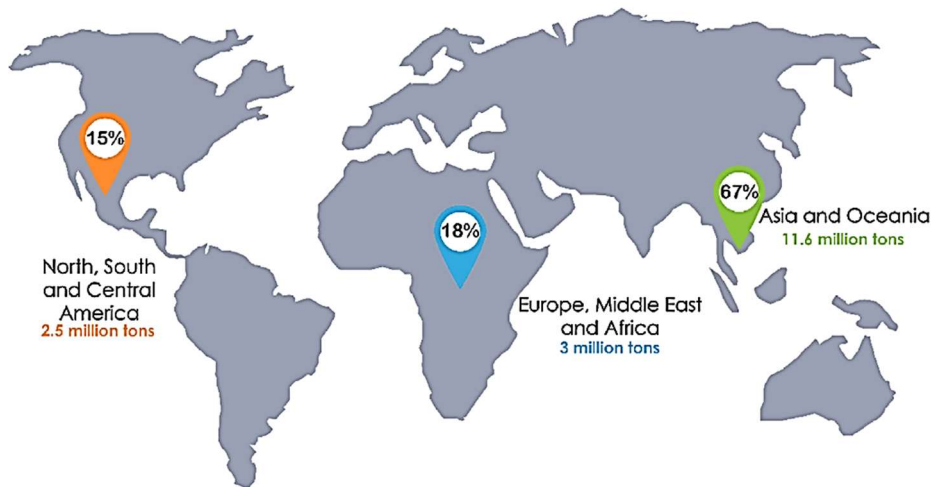 15%
North, South
and Central
America
2.5 million tons
18%
Europe, Middle East
and Africa
3 million tons
67%
Asia and Oceania
11.6 million tons